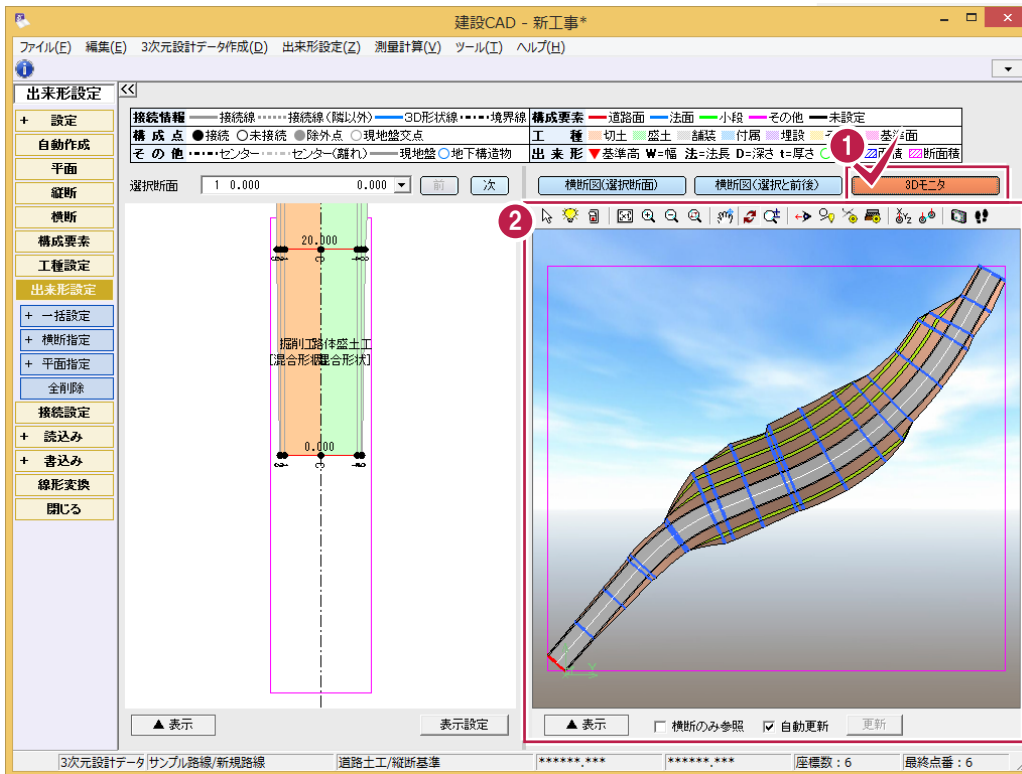 建設CAD - 新工事*
ファイル(F) 編集(E) 3次元設計データ作成(D) 出来形設定(Z) 測量計算(V) ツール(T) ヘルプ(H)
出来形設定
+ 設定
自動作成
平面
縦断
横断
構成要素
工種設定
出来形設定
+ 一括設定
+ 横断指定
+ 平面指定
全削除
接続設定
+ 読込み
+ 書込み
線形変換
閉じる
接続情報 接続線 接続線(隣以外) 3D形状線 境界線 構成要素 道路面 法面 小段 その他 未設定
構成点 ●接続 ○未接続 ●除外点 ○現地盤交点 工種 切土 盛土 舗装 付属 埋設
その他 センター センター(離れ) 現地盤 ○地下構造物 出来形 ▼基準高 W=幅 法=法長 D=深さ t=厚さ 断面積
1
選択断面 1 0.000 0.000 前 次 横断図(選択断面) 横断図(選択と前後) 3Dモニタ
2
20.000
C
掘削工
[混合形状]
路体盛土工
混合形状]
0.000
C
Y
▲ 表示 表示設定 ▲ 表示 横断のみ参照 自動更新 更新
3次元設計データ サンプル路線/新規路線 道路土工/縦断基準 ******.*** ******.*** 座標数:6 最終点番:6